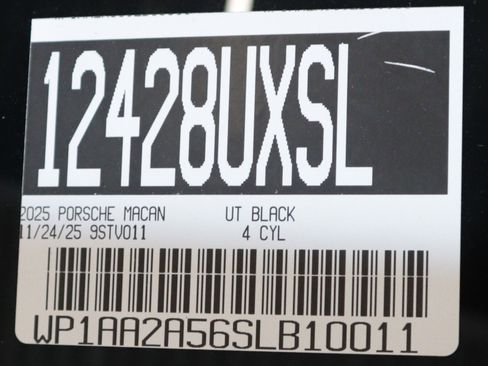 12428UXSL
2025 PORSCHE MACAN UT BLACK
11/24/25 9STV011 4 CYL
WP1AA2A56SLB10011